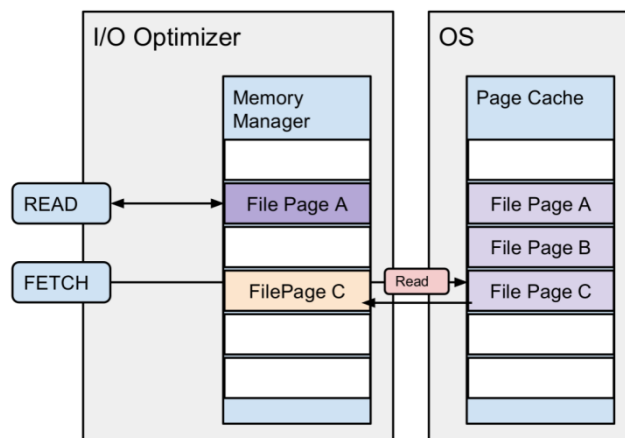 I/O Optimizer
OS
Memory
Manager
Page Cache
READ
File Page A
File Page A
File Page B
FETCH
FilePage C
Read
File Page C